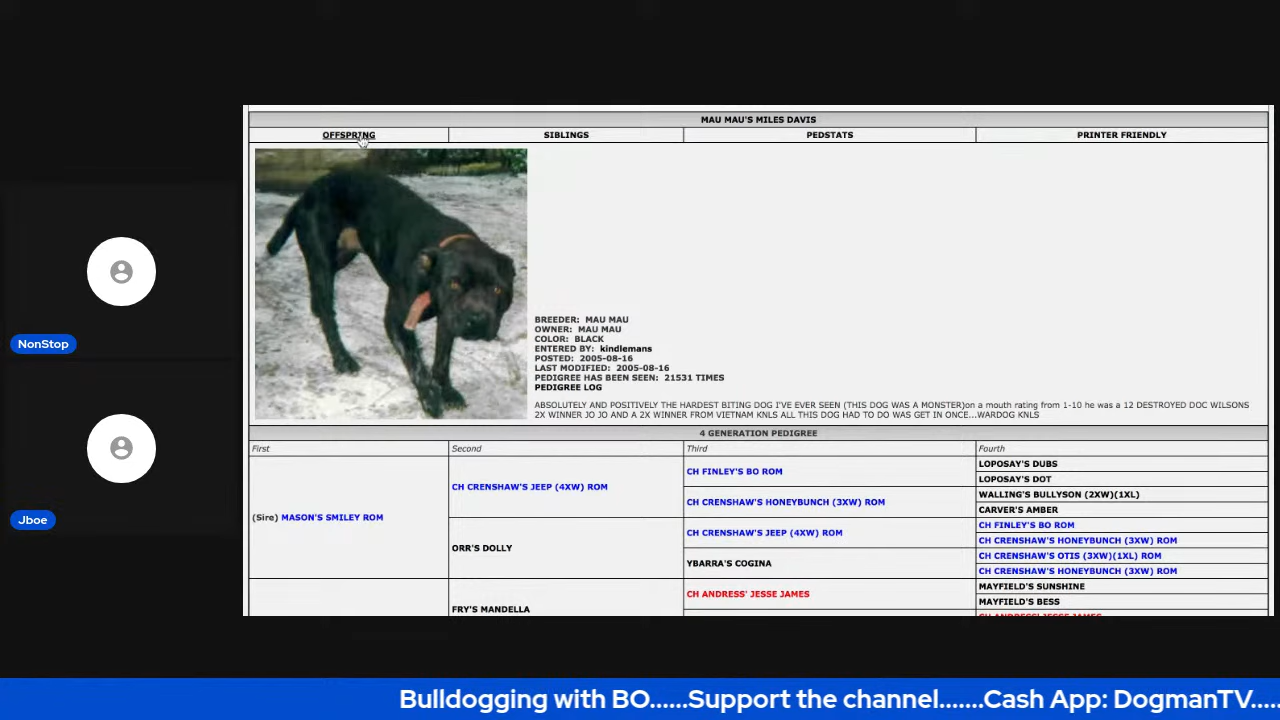 MAU MAU'S MILES DAVIS
OFFSPRING SIBLINGS PEDSTATS PRINTER FRIENDLY
BREEDER: MAU MAU
OWNER: MAU MAU
COLOR: BLACK
ENTERED BY: kindlemans
POSTED: 2005-08-16
LAST MODIFIED: 2005-08-16
PEDIGREE HAS BEEN SEEN: 21531 TIMES
PEDIGREE LOG
ABSOLUTELY AND POSITIVELY THE HARDEST BITING DOG I'VE EVER SEEN (THIS DOG WAS A MONSTER)on a mouth rating from 1-10 he was a 12 DESTROYED DOC WILSONS
2X WINNER JO JO AND A 2X WINNER FROM VIETNAM KNLS ALL THIS DOG HAD TO DO WAS GET IN ONCE...WARDOG KNLS
4 GENERATION PEDIGREE
First Second Third Fourth
(Sire) MASON'S SMILEY ROM
CH CRENSHAW'S JEEP (4XW) ROM
ORR'S DOLLY
FRY'S MANDELLA
CH FINLEY'S BO ROM
CH CRENSHAW'S HONEYBUNCH (3XW) ROM
CH CRENSHAW'S JEEP (4XW) ROM
YBARRA'S COGINA
CH ANDRESS' JESSE JAMES
LOPOSAY'S DUBS
LOPOSAY'S DOT
WALLING'S BULLYSON (2XW)(1XL)
CARVER'S AMBER
CH FINLEY'S BO ROM
CH CRENSHAW'S HONEYBUNCH (3XW) ROM
CH CRENSHAW'S OTIS (3XW)(1XL) ROM
CH CRENSHAW'S HONEYBUNCH (3XW) ROM
MAYFIELD'S SUNSHINE
MAYFIELD'S BESS
CH ANDRESS' JESSE JAMES
NonStop
Jboe
Bulldogging with BO......Support the channel.......Cash App: DogmanTV.....